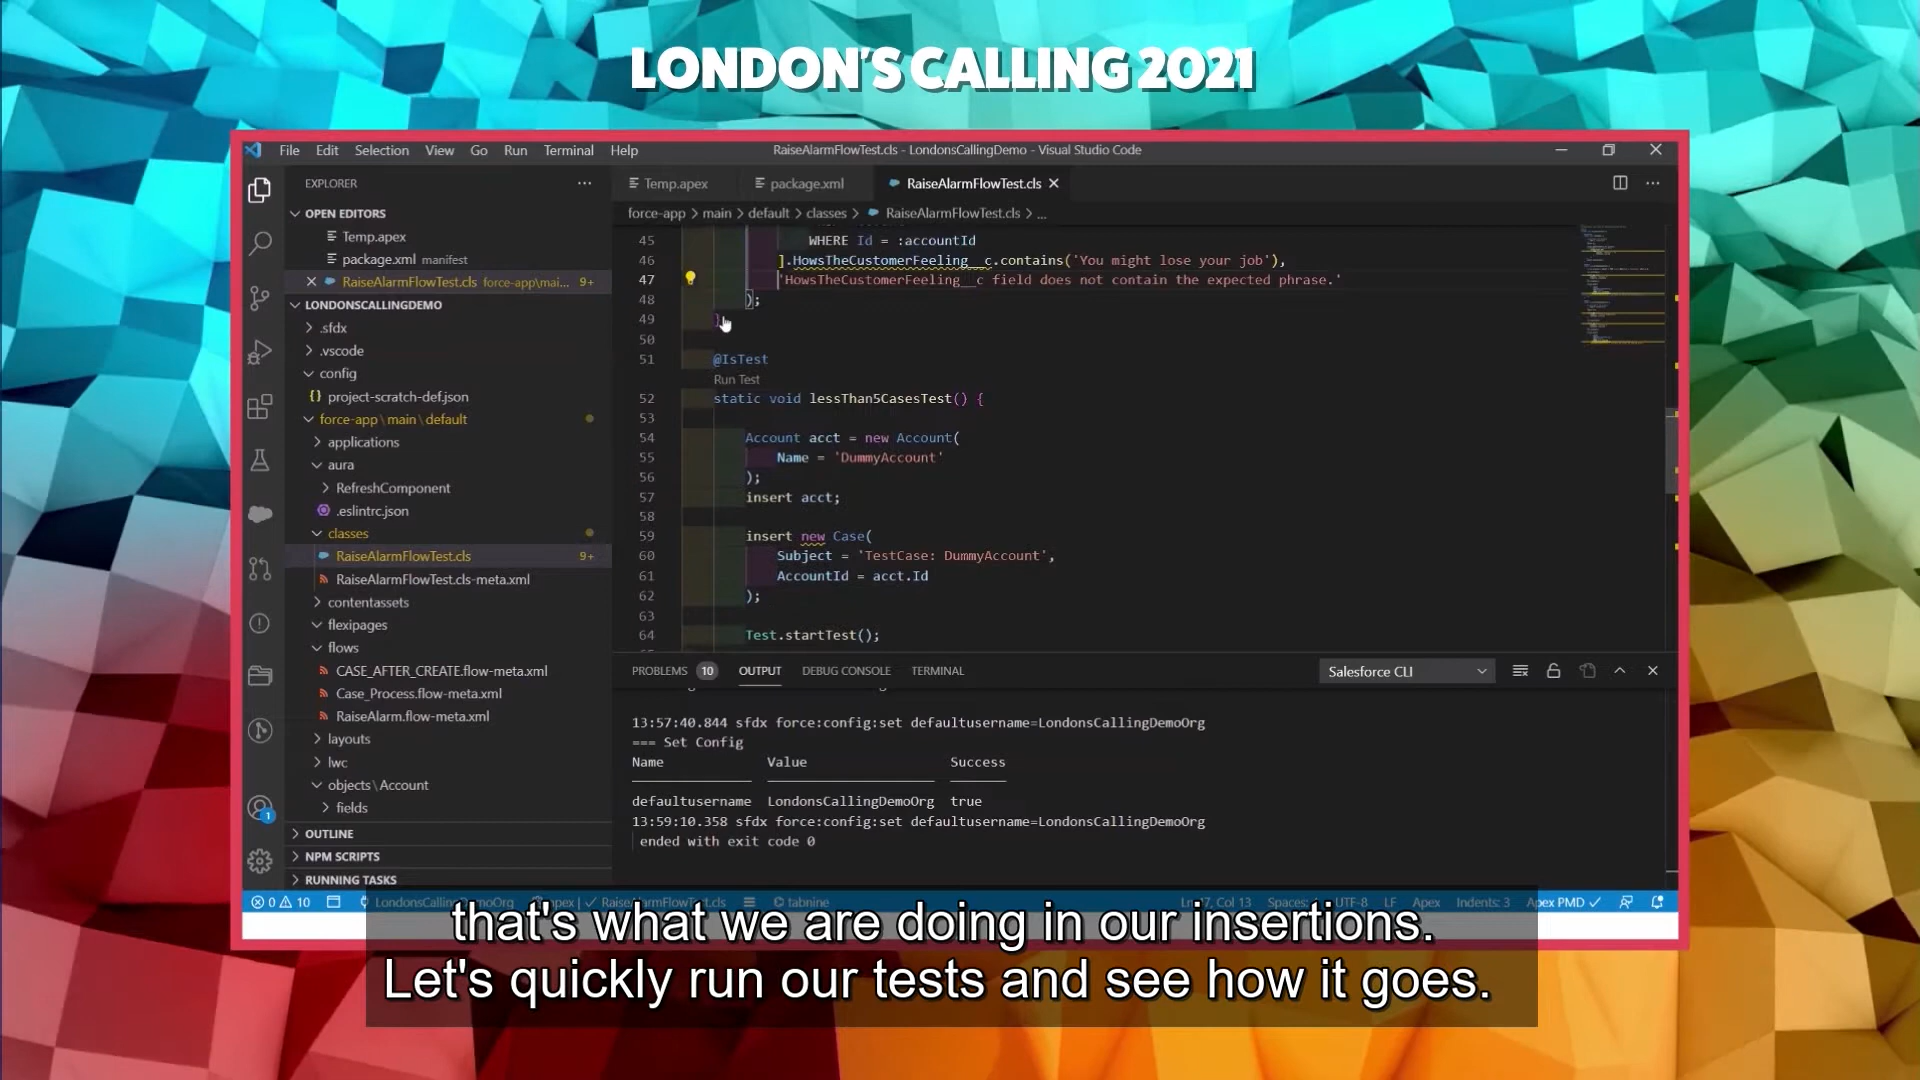 LONDON'S CALLING 2021
File Edit Selection View Go Run Terminal Help
RaiseAlarmFlowTest.cls - LondonsCallingDemo - Visual Studio Code
EXPLORER
OPEN EDITORS
Temp.apex
package.xml manifest
RaiseAlarmFlowTest.cls force-app\mai... 9+
LONDONSCALLINGDEMO
.sfdx
.vscode
config
project-scratch-def.json
force-app\main\default
applications
aura
RefreshComponent
.eslintrc.json
classes
RaiseAlarmFlowTest.cls 9+
RaiseAlarmFlowTest.cls-meta.xml
contentassets
flexipages
flows
CASE_AFTER_CREATE.flow-meta.xml
Case_Process.flow-meta.xml
RaiseAlarm.flow-meta.xml
layouts
lwc
objects\Account
fields
OUTLINE
NPM SCRIPTS
RUNNING TASKS
1
Temp.apex package.xml RaiseAlarmFlowTest.cls
force-app > main > default > classes > RaiseAlarmFlowTest.cls > ...
45 WHERE Id = :accountId
46 ].HowsTheCustomerFeeling__c.contains('You might lose your job'),
47 'HowsTheCustomerFeeling__c field does not contain the expected phrase.'
48 );
49 }
50
51 @IsTest
Run Test
52 static void lessThan5CasesTest() {
53
54 Account acct = new Account(
55 Name = 'DummyAccount'
56 );
57 insert acct;
58
59 insert new Case(
60 Subject = 'TestCase: DummyAccount',
61 AccountId = acct.Id
62 );
63
64 Test.startTest();
PROBLEMS 10 OUTPUT DEBUG CONSOLE TERMINAL
Salesforce CLI
13:57:40.844 sfdx force:config:set defaultusername=LondonsCallingDemoOrg
=== Set Config
Name Value Success
defaultusername LondonsCallingDemoOrg true
13:59:10.358 sfdx force:config:set defaultusername=LondonsCallingDemoOrg
ended with exit code 0
0 10 LondonsCallingDemoOrg RaiseAlarmFlowTest.cls tabnine UTF-8 LF Apex Indents: 3 Apex PMD
that's what we are doing in our insertions.
Let's quickly run our tests and see how it goes.